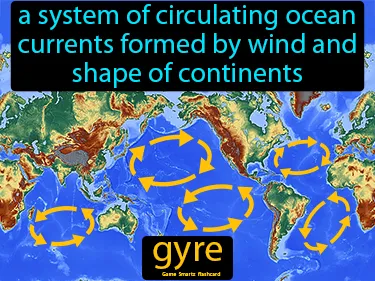 a system of circulating ocean
currents formed by wind and
shape of continents
gyre
Game Smartz flashcard